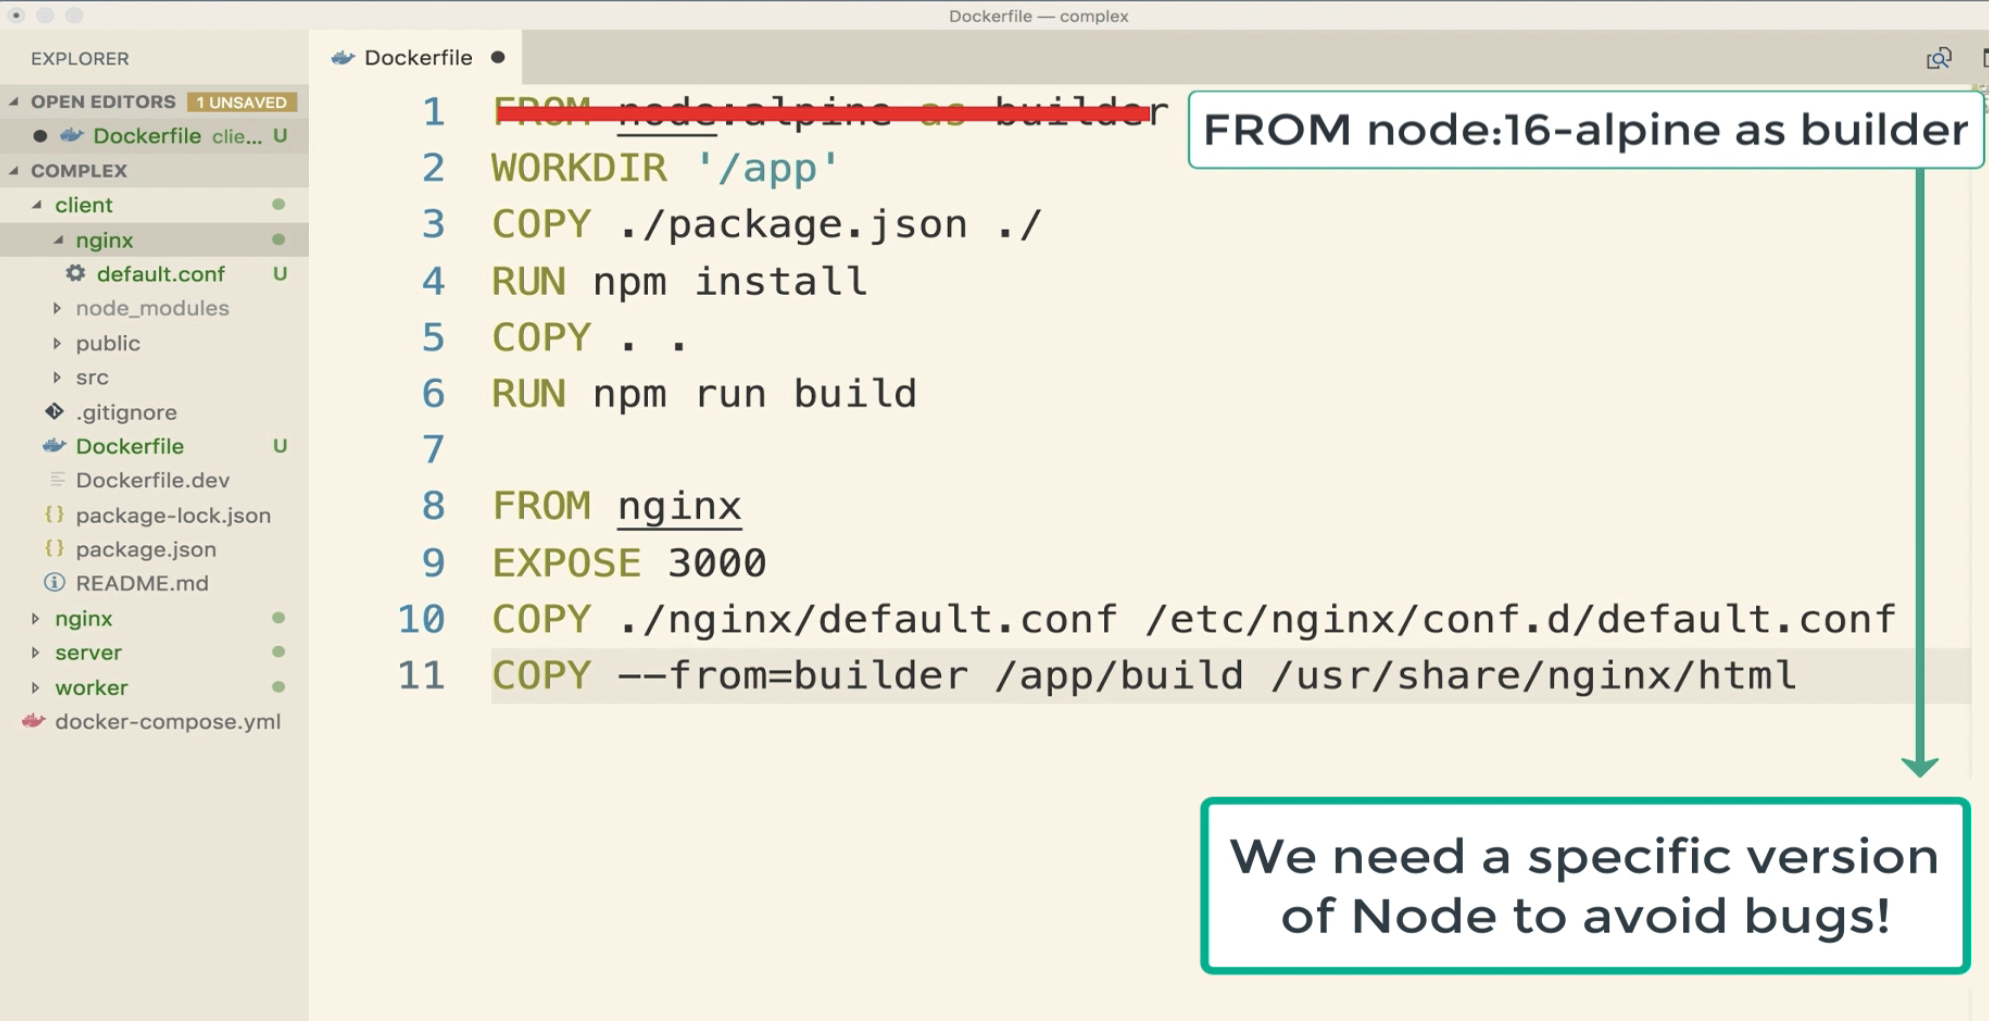 Dockerfile — complex
EXPLORER
OPEN EDITORS 1 UNSAVED
Dockerfile clie... U
COMPLEX
client
nginx
default.conf U
node_modules
public
src
.gitignore
Dockerfile U
Dockerfile.dev
package-lock.json
package.json
README.md
nginx
server
worker
docker-compose.yml
Dockerfile
1 FROM node:alpine as builder
2 WORKDIR '/app'
3 COPY ./package.json ./
4 RUN npm install
5 COPY . .
6 RUN npm run build
7
8 FROM nginx
9 EXPOSE 3000
10 COPY ./nginx/default.conf /etc/nginx/conf.d/default.conf
11 COPY --from=builder /app/build /usr/share/nginx/html
FROM node:16-alpine as builder
We need a specific version
of Node to avoid bugs!